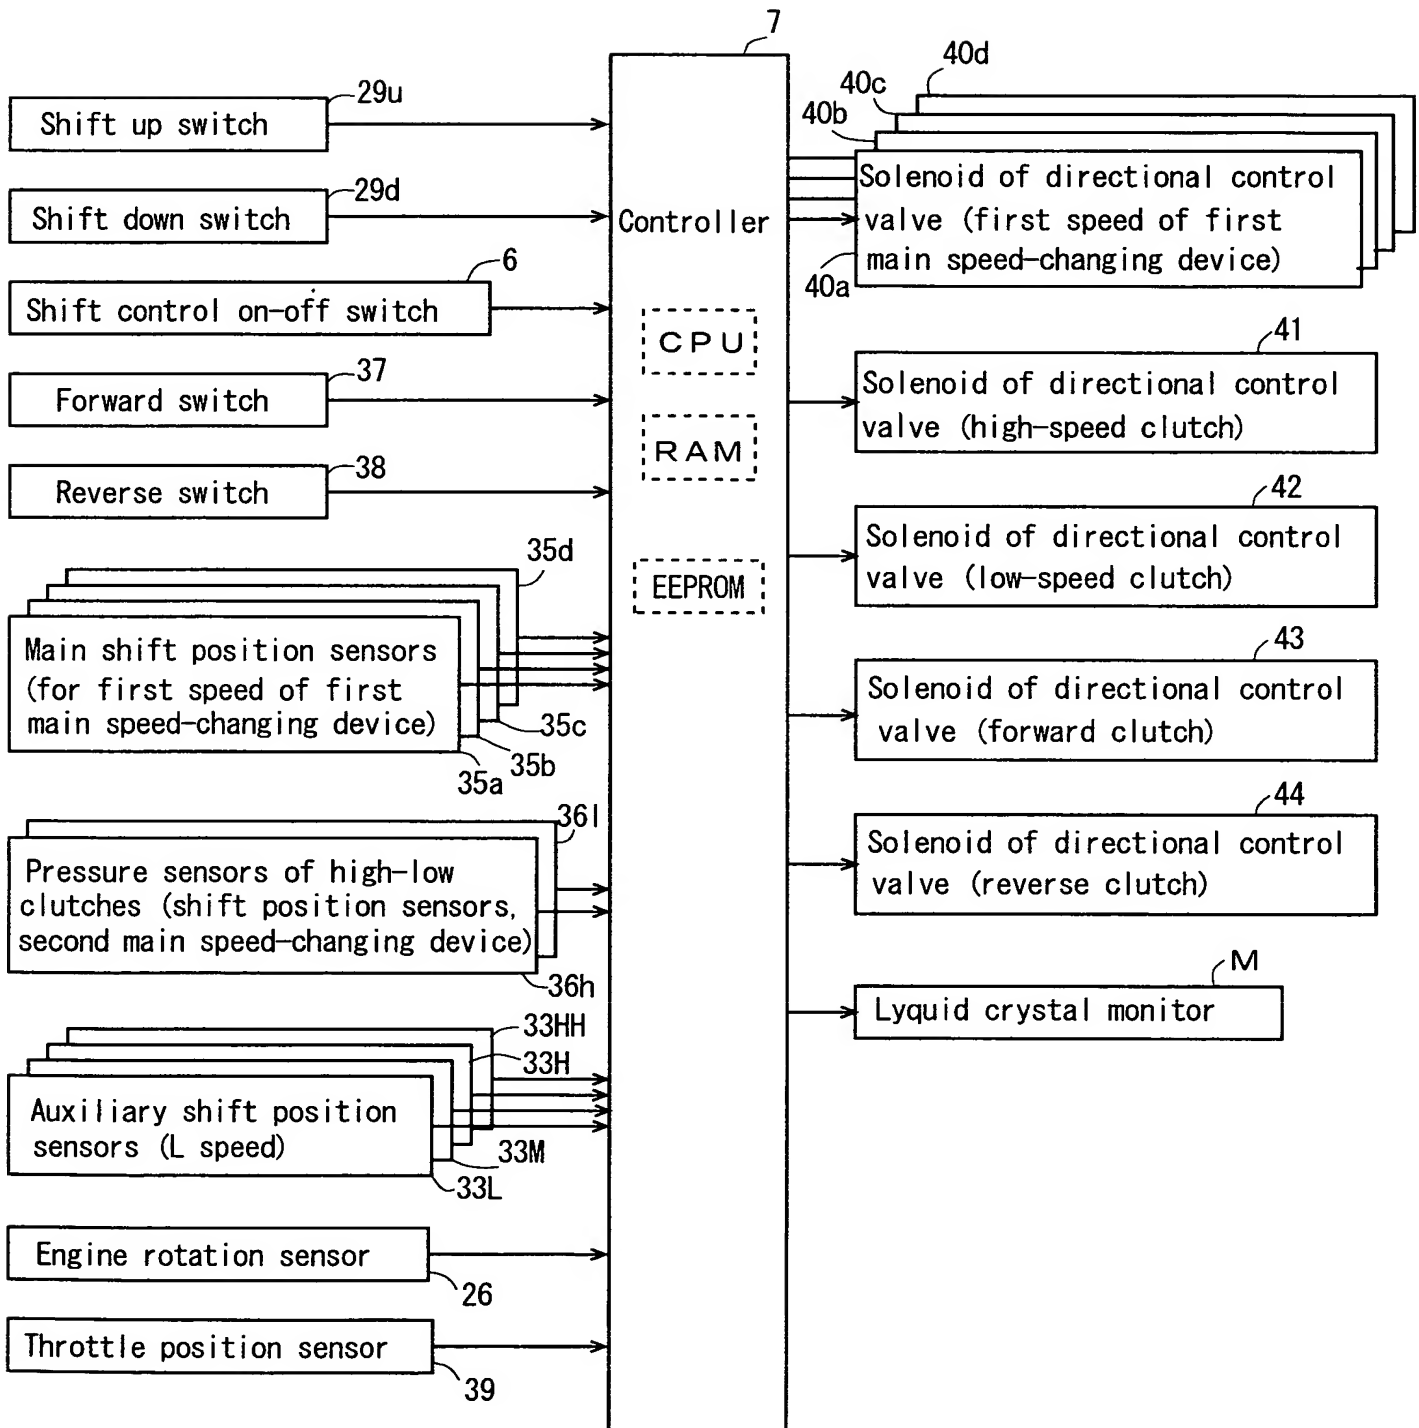 7
29u
Shift up switch
29d
Shift down switch
6
Shift control on-off switch
37
Forward switch
38
Reverse switch
35d
Main shift position sensors
(for first speed of first
main speed-changing device)
35c
35b
35a
36l
Pressure sensors of high-low
clutches (shift position sensors,
second main speed-changing device)
36h
33HH
33H
Auxiliary shift position
sensors (L speed)
33M
33L
Engine rotation sensor
26
Throttle position sensor
39
Controller
CPU
RAM
EEPROM
40d
40c
40b
Solenoid of directional control
valve (first speed of first
main speed-changing device)
40a
41
Solenoid of directional control
valve (high-speed clutch)
42
Solenoid of directional control
valve (low-speed clutch)
43
Solenoid of directional control
valve (forward clutch)
44
Solenoid of directional control
valve (reverse clutch)
M
Lyquid crystal monitor